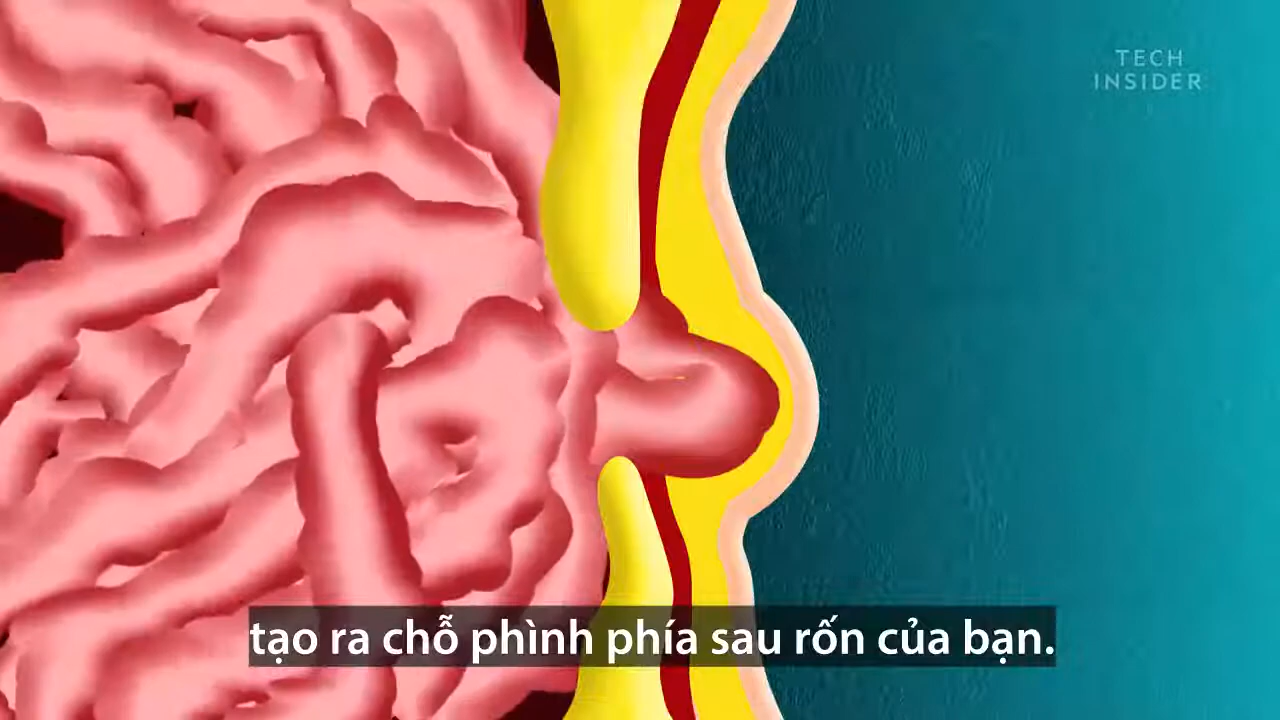 TECH
INSIDER
tạo ra chỗ phình phía sau rốn của bạn.